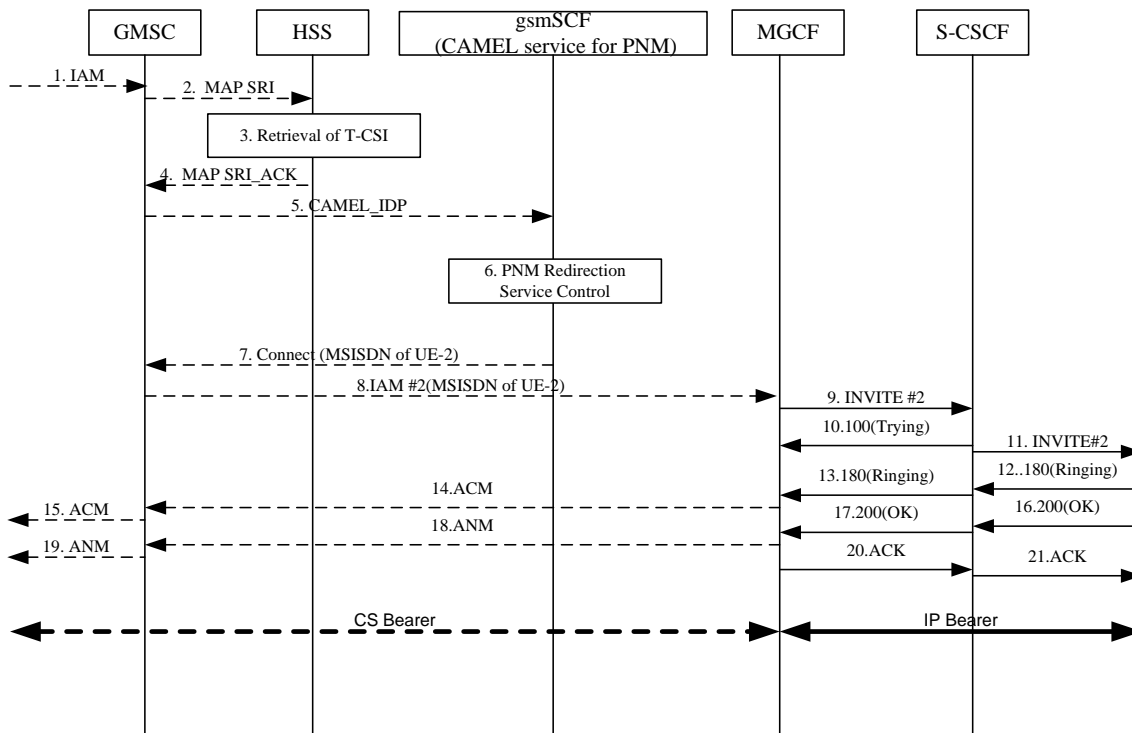 GMSC
HSS
gsmSCF
(CAMEL service for PNM)
MGCF
S-CSCF
1. IAM
2. MAP SRI
3. Retrieval of T-CSI
4. MAP SRI_ACK
5. CAMEL_IDP
6. PNM Redirection
Service Control
7. Connect (MSISDN of UE-2)
8.IAM #2(MSISDN of UE-2)
9. INVITE #2
10.100(Trying)
11. INVITE#2
12..180(Ringing)
13.180(Ringing)
14.ACM
15. ACM
16.200(OK)
17.200(OK)
18.ANM
19. ANM
20.ACK
21.ACK
CS Bearer
IP Bearer